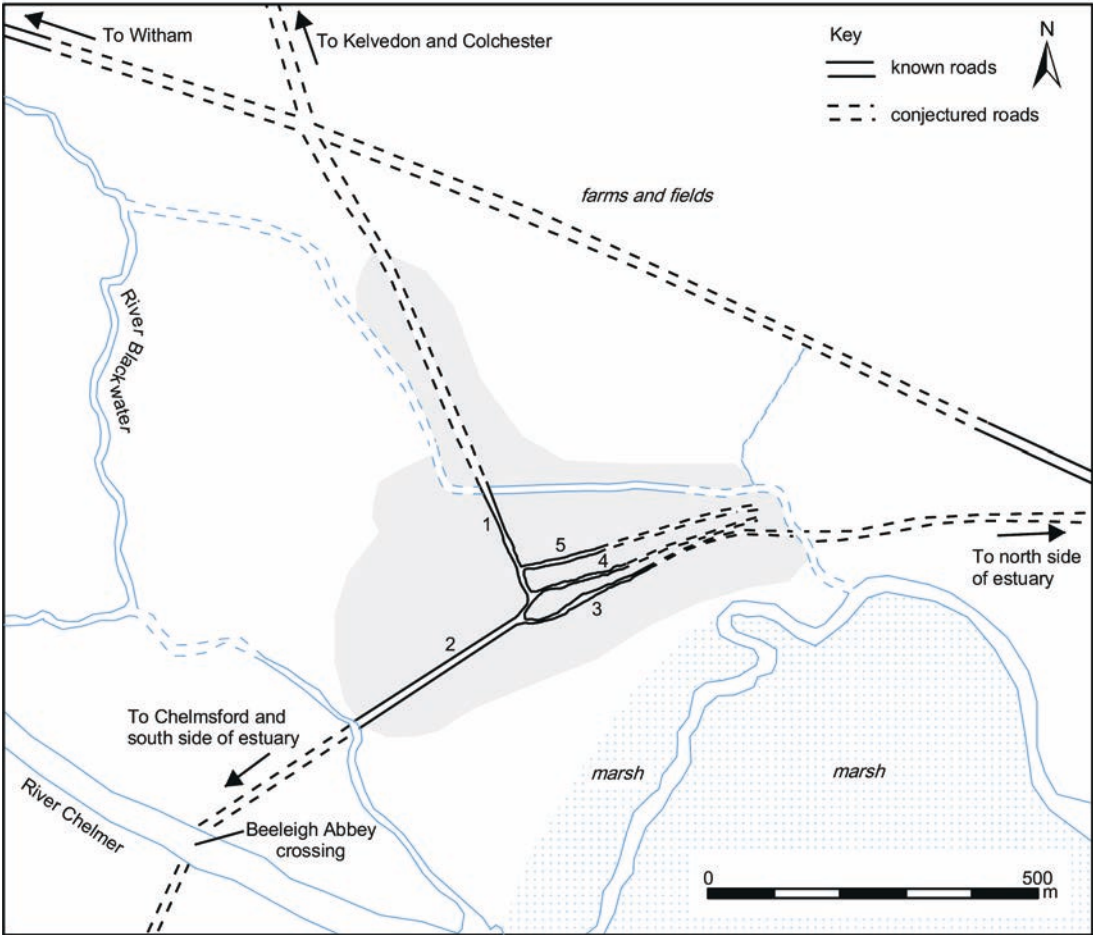 To Witham
To Kelvedon and Colchester
Key
N
known roads
conjectured roads
farms and fields
River Blackwater
1
5
4
3
2
To north side
of estuary
To Chelmsford and
south side of estuary
marsh
marsh
River Chelmer
Beeleigh Abbey
crossing
0
500
m